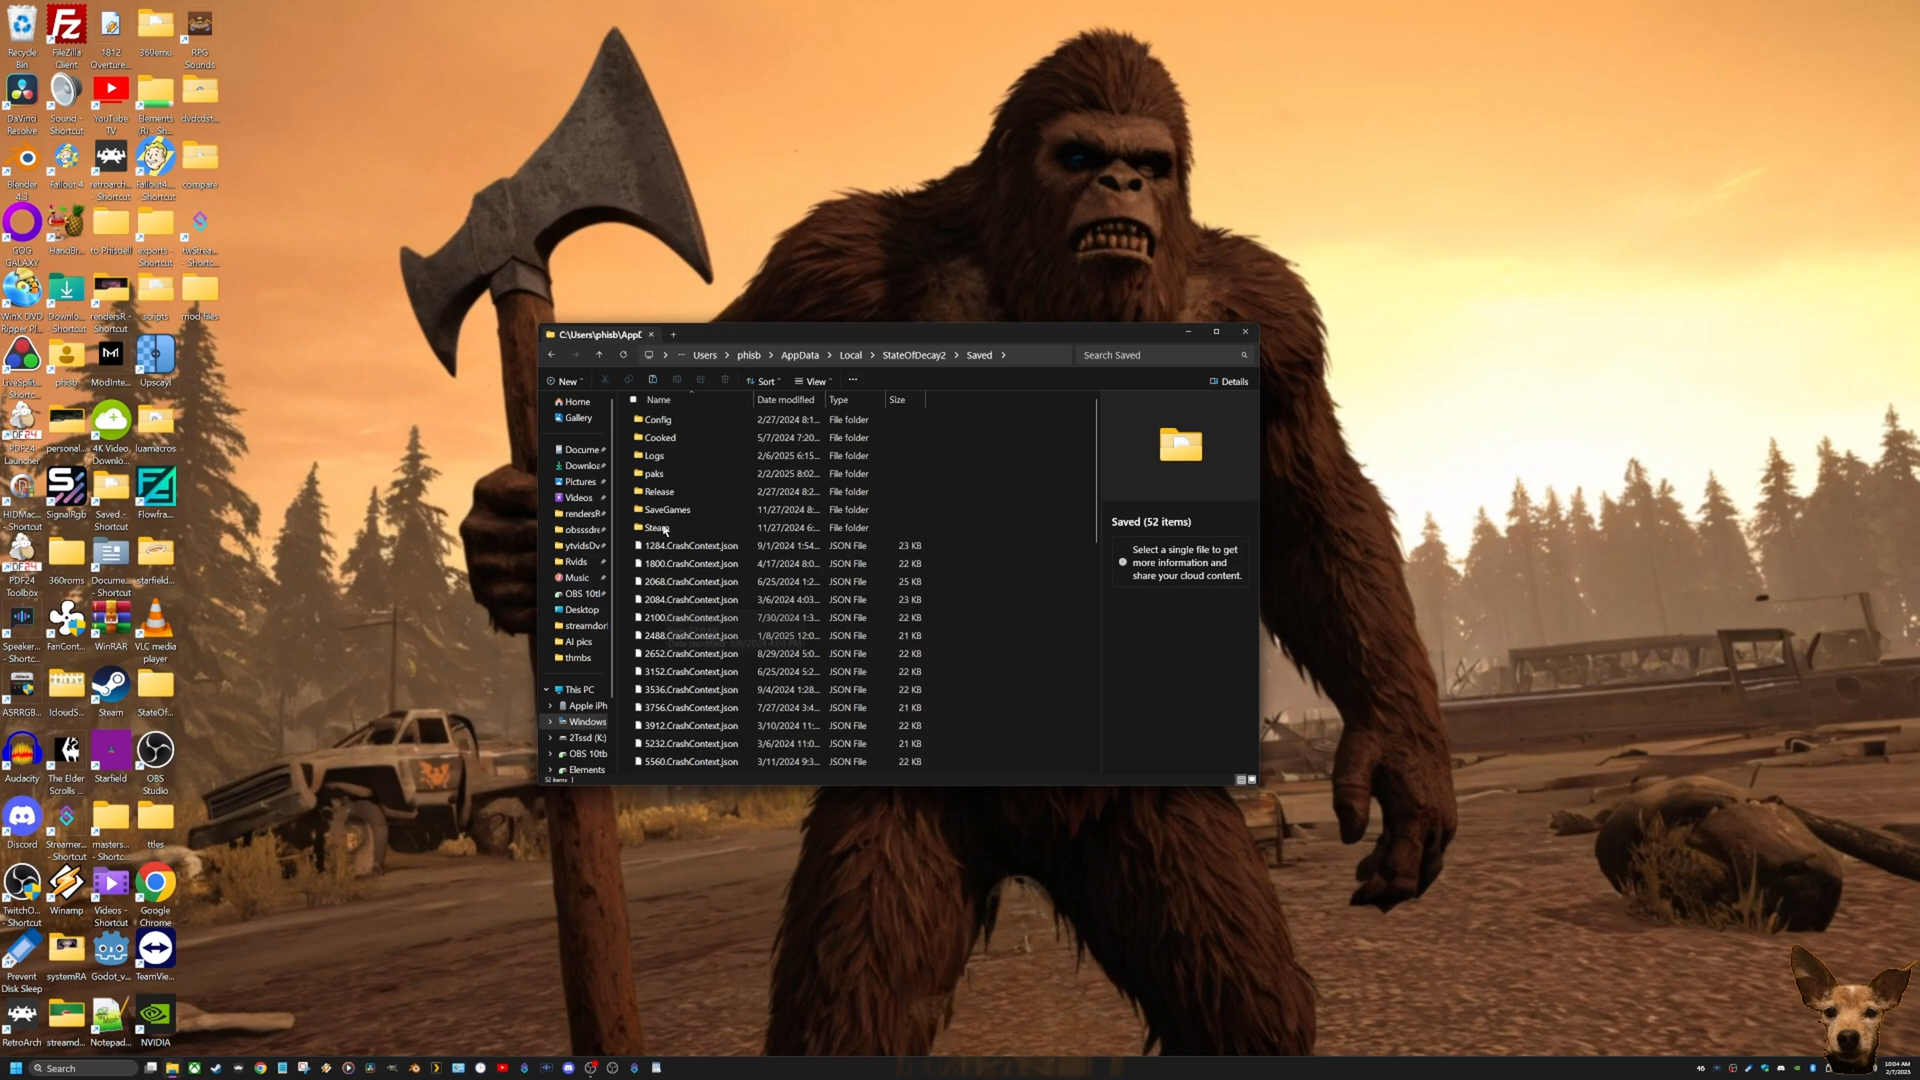 Recycle Bin
FileZilla Client
1812 Overture...
360emu
RPG Sounds
DaVinci Resolve
Sound - Shortcut
YouTube TV
Elements (R) - Sh...
dvdcdst...
Blender 4.3
Fallout 4
retroarch... - Shortcut
Fallout4... - Shortcut
compare
GOG GALAXY
HandBr...
to Phisdell
exports - Shortcut
WinX DVD Ripper Pl...
Downlo... - Shortcut
rendersR - Shortcut
scripts
mod files
LiveSplit... - Shortc...
phisb
ModInte...
Upscayl
PDF24 Launcher
personal...
4K Video Downlo...
luamacros
HIDMac... - Shortcut
SignalRgb
Saved - Shortcut
Flowfra...
PDF24 Toolbox
360roms
Docume... - Shortcut
starfield...
Speaker...
FanCont...
WinRAR
VLC media player
ASRRGB...
IcloudS...
Steam
StateOf...
Audacity
The Elder Scrolls ...
Starfield
OBS Studio
Discord
Streamer... - Shortcut
masters... - Shortc...
ttles
TwitchO... - Shortcut
Winamp
Videos - Shortcut
Google Chrome
Prevent Disk Sleep
systemRA
Godot_v...
TeamVie...
RetroArch
streamd...
Notepad...
NVIDIA
C:\Users\phisb\AppD
Users > phisb > AppData > Local > StateOfDecay2 > Saved >
Search Saved
New
Sort
View
Details
Home
Gallery
Docume
Downloa
Pictures
Videos
rendersR
obsssdre
ytvidsDv
Rvids
Music
OBS 10tl
Desktop
streamdor
AI pics
thmbs
This PC
Apple iPh
Windows
2Tssd (K:)
OBS 10tb
Elements
Name Date modified Type Size
Config 2/27/2024 8:1... File folder
Cooked 5/7/2024 7:20... File folder
Logs 2/6/2025 6:15... File folder
paks 2/2/2025 8:02... File folder
Release 2/27/2024 8:2... File folder
SaveGames 11/27/2024 8:... File folder
Steam 11/27/2024 6:... File folder
1284.CrashContext.json 9/1/2024 1:54... JSON File 23 KB
1800.CrashContext.json 4/17/2024 8:0... JSON File 22 KB
2068.CrashContext.json 6/25/2024 1:2... JSON File 25 KB
2084.CrashContext.json 3/6/2024 4:03... JSON File 23 KB
2100.CrashContext.json 7/30/2024 1:3... JSON File 22 KB
2488.CrashContext.json 1/8/2025 12:0... JSON File 21 KB
2652.CrashContext.json 8/29/2024 5:0... JSON File 22 KB
3152.CrashContext.json 6/25/2024 5:2... JSON File 22 KB
3536.CrashContext.json 9/4/2024 1:28... JSON File 22 KB
3756.CrashContext.json 7/27/2024 3:4... JSON File 21 KB
3912.CrashContext.json 3/10/2024 11:... JSON File 22 KB
5232.CrashContext.json 3/6/2024 11:0... JSON File 21 KB
5560.CrashContext.json 3/11/2024 9:3... JSON File 22 KB
Saved (52 items)
Select a single file to get
more information and
share your cloud content.
52 items
Search
46
10:04 AM
2/7/2025